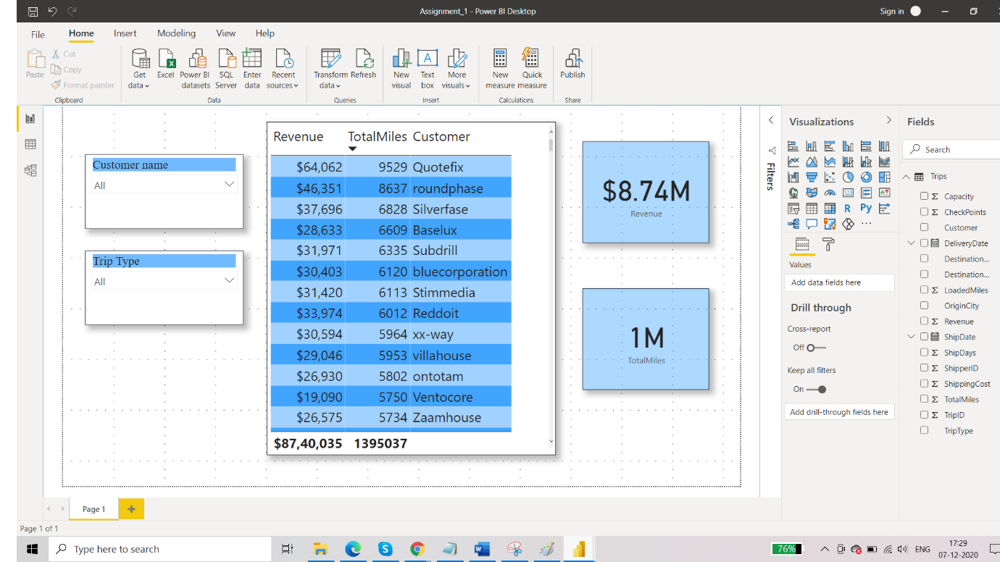 Assignment_1 - Power BI Desktop
Sign in
File Home Insert Modeling View Help
Paste
Cut
Copy
Format painter
Clipboard
Get data
Excel
Power BI datasets
SQL Server
Enter data
Recent sources
Data
Transform data
Refresh
Queries
New visual
Text box
More visuals
Insert
New measure
Quick measure
Calculations
Publish
Share
Customer name
All
Trip Type
All
Revenue TotalMiles Customer
$64,062 9529 Quotefix
$46,351 8637 roundphase
$37,696 6828 Silverfase
$28,633 6609 Baselux
$31,971 6335 Subdrill
$30,403 6120 bluecorporation
$31,420 6113 Stimmedia
$33,974 6012 Reddoit
$30,594 5964 xx-way
$29,046 5953 villahouse
$26,930 5802 ontotam
$19,090 5750 Ventocore
$26,575 5734 Zaamhouse
$87,40,035 1395037
$8.74M
Revenue
1M
TotalMiles
Filters
Visualizations
R Py
Values
Add data fields here
Drill through
Cross-report
Off
Keep all filters
On
Add drill-through fields here
Fields
Search
Trips
Σ Capacity
Σ CheckPoints
Customer
DeliveryDate
Destination...
Destination...
Σ LoadedMiles
OriginCity
Σ Revenue
ShipDate
Σ ShipDays
Σ ShipperID
Σ ShippingCost
Σ TotalMiles
Σ TripID
TripType
Page 1
+
Page 1 of 1
Type here to search
76%
ENG
17:29
07-12-2020